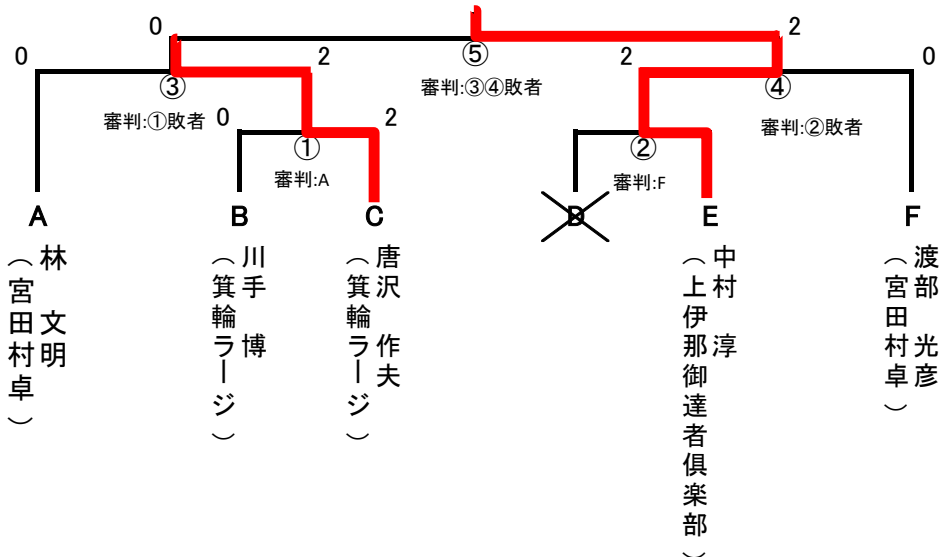 0
2
⑤
0
2
2
0
③
④
審判:③④敗者
審判:①敗者
審判:②敗者
0
2
①
②
審判:A
審判:F
A
B
C
D
E
F
林　文明
（宮田村卓）
川手　博
（箕輪ラージ）
唐沢　作夫
（箕輪ラージ）
中村　淳
（上伊那御達者俱楽部）
渡部　光彦
（宮田村卓）